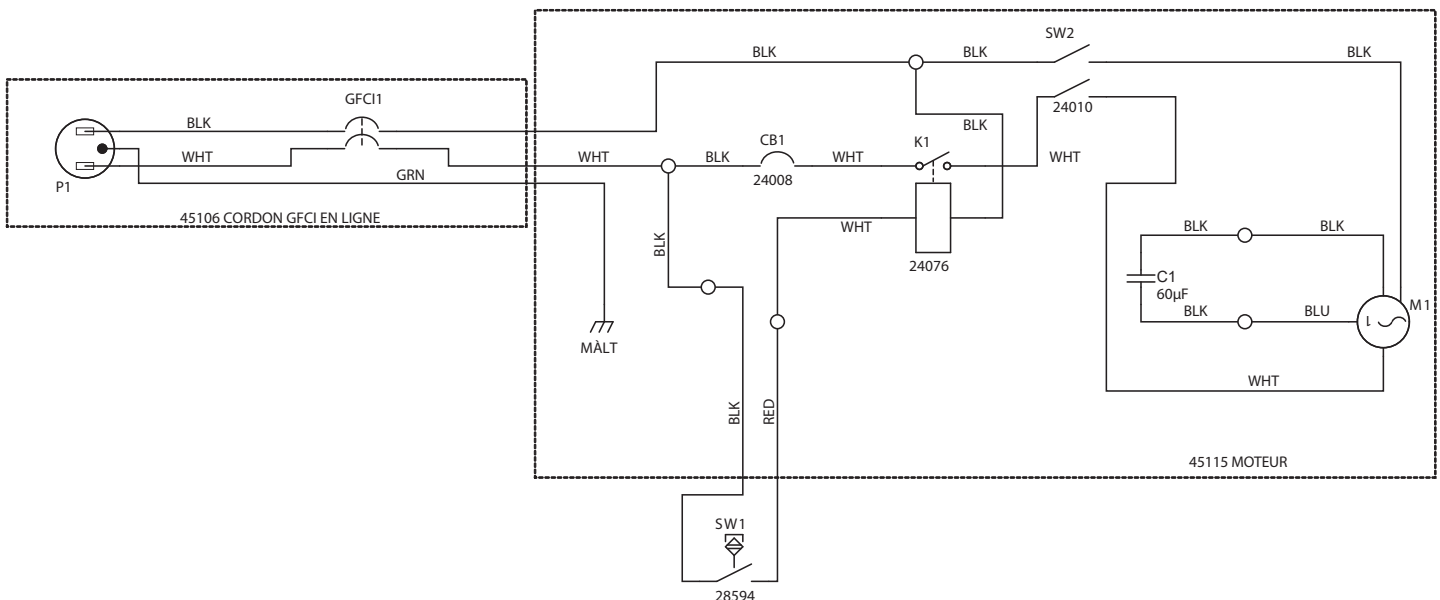 SW2
BLK
BLK
BLK
GFCI1
24010
BLK
BLK
CB1
K1
WHT
WHT
BLK
WHT
WHT
P1
GRN
24008
45106 CORDON GFCI EN LIGNE
WHT
BLK
BLK
BLK
24076
C1
60µF
BLK
BLU
M1
MÀLT
WHT
BLK
RED
45115 MOTEUR
SW1
28594